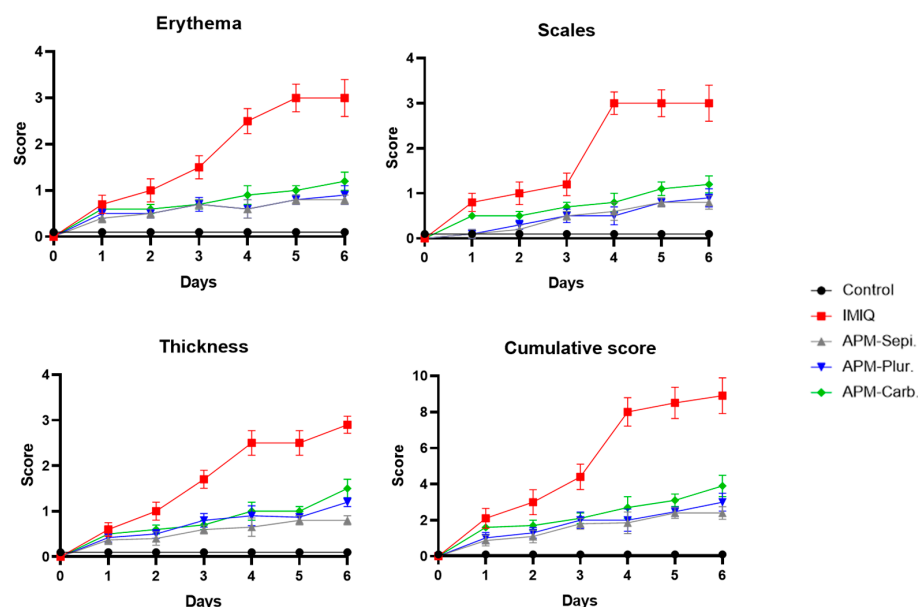 Erythema
4
3
2
1
0
Score
0 1 2 3 4 5 6
Days
Scales
4
3
2
1
0
Score
0 1 2 3 4 5 6
Days
Thickness
4
3
2
1
0
Score
0 1 2 3 4 5 6
Days
Cumulative score
10
8
6
4
2
0
Score
0 1 2 3 4 5 6
Days
Control
IMIQ
APM-Sepi.
APM-Plur.
APM-Carb.